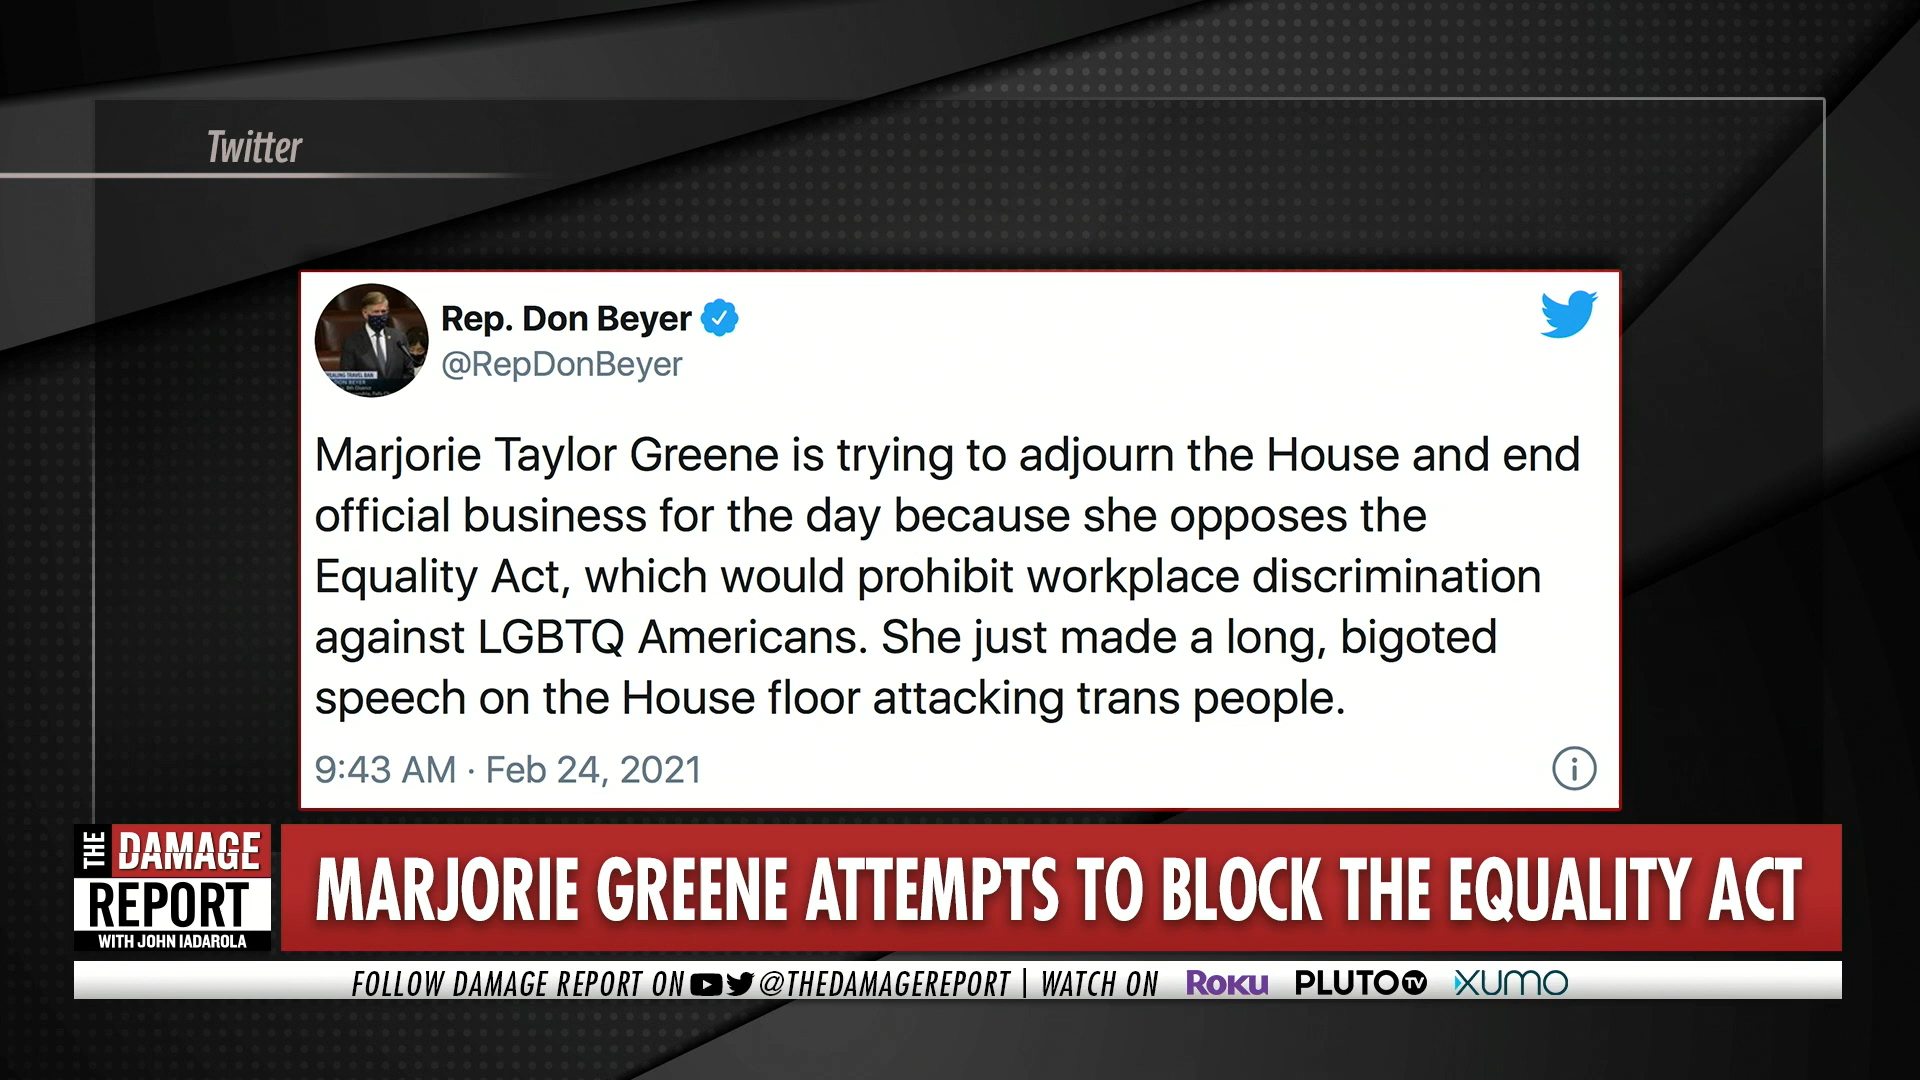 Twitter
Rep. Don Beyer
@RepDonBeyer
Marjorie Taylor Greene is trying to adjourn the House and end
official business for the day because she opposes the
Equality Act, which would prohibit workplace discrimination
against LGBTQ Americans. She just made a long, bigoted
speech on the House floor attacking trans people.
9:43 AM · Feb 24, 2021
THE DAMAGE
REPORT
WITH JOHN IADAROLA
MARJORIE GREENE ATTEMPTS TO BLOCK THE EQUALITY ACT
FOLLOW DAMAGE REPORT ON @THEDAMAGEREPORT | WATCH ON ROKU PLUTO TV XUMO